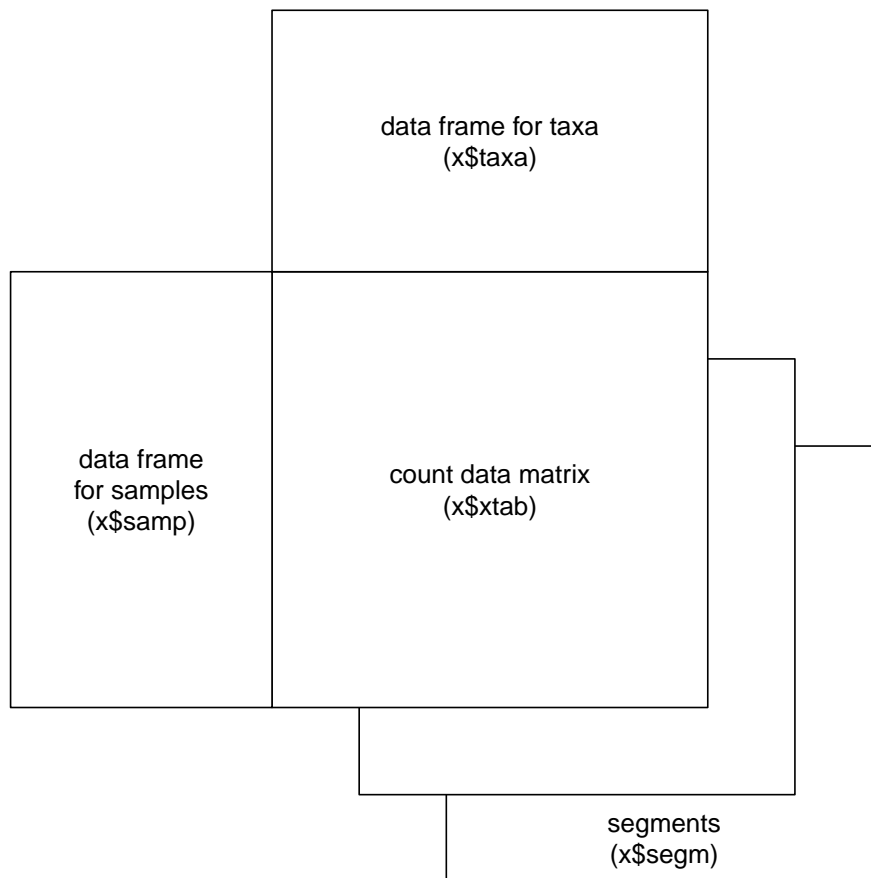 data frame for taxa
(x$taxa)
data frame
for samples
(x$samp)
count data matrix
(x$xtab)
segments
(x$segm)